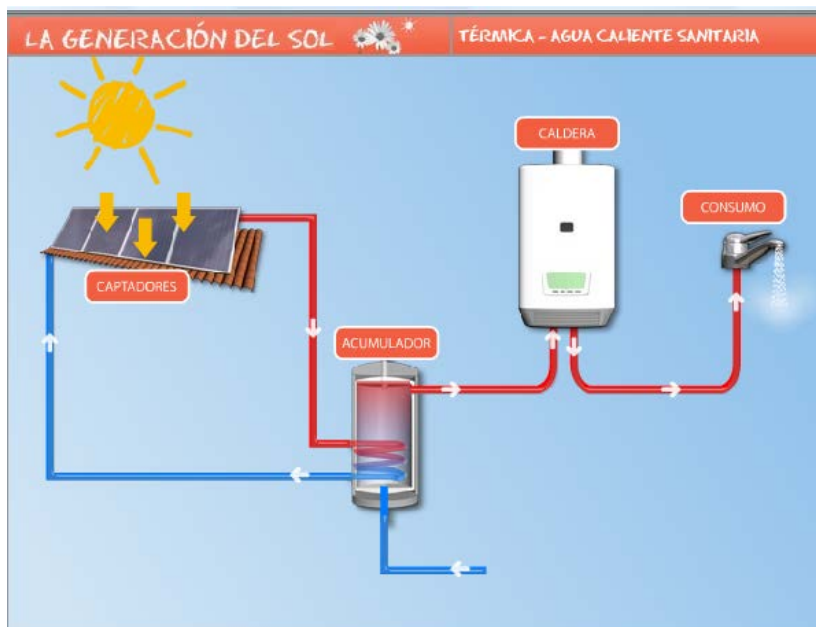 LA GENERACIÓN DEL SOL
TÉRMICA - AGUA CALIENTE SANITARIA
CALDERA
CONSUMO
CAPTADORES
ACUMULADOR